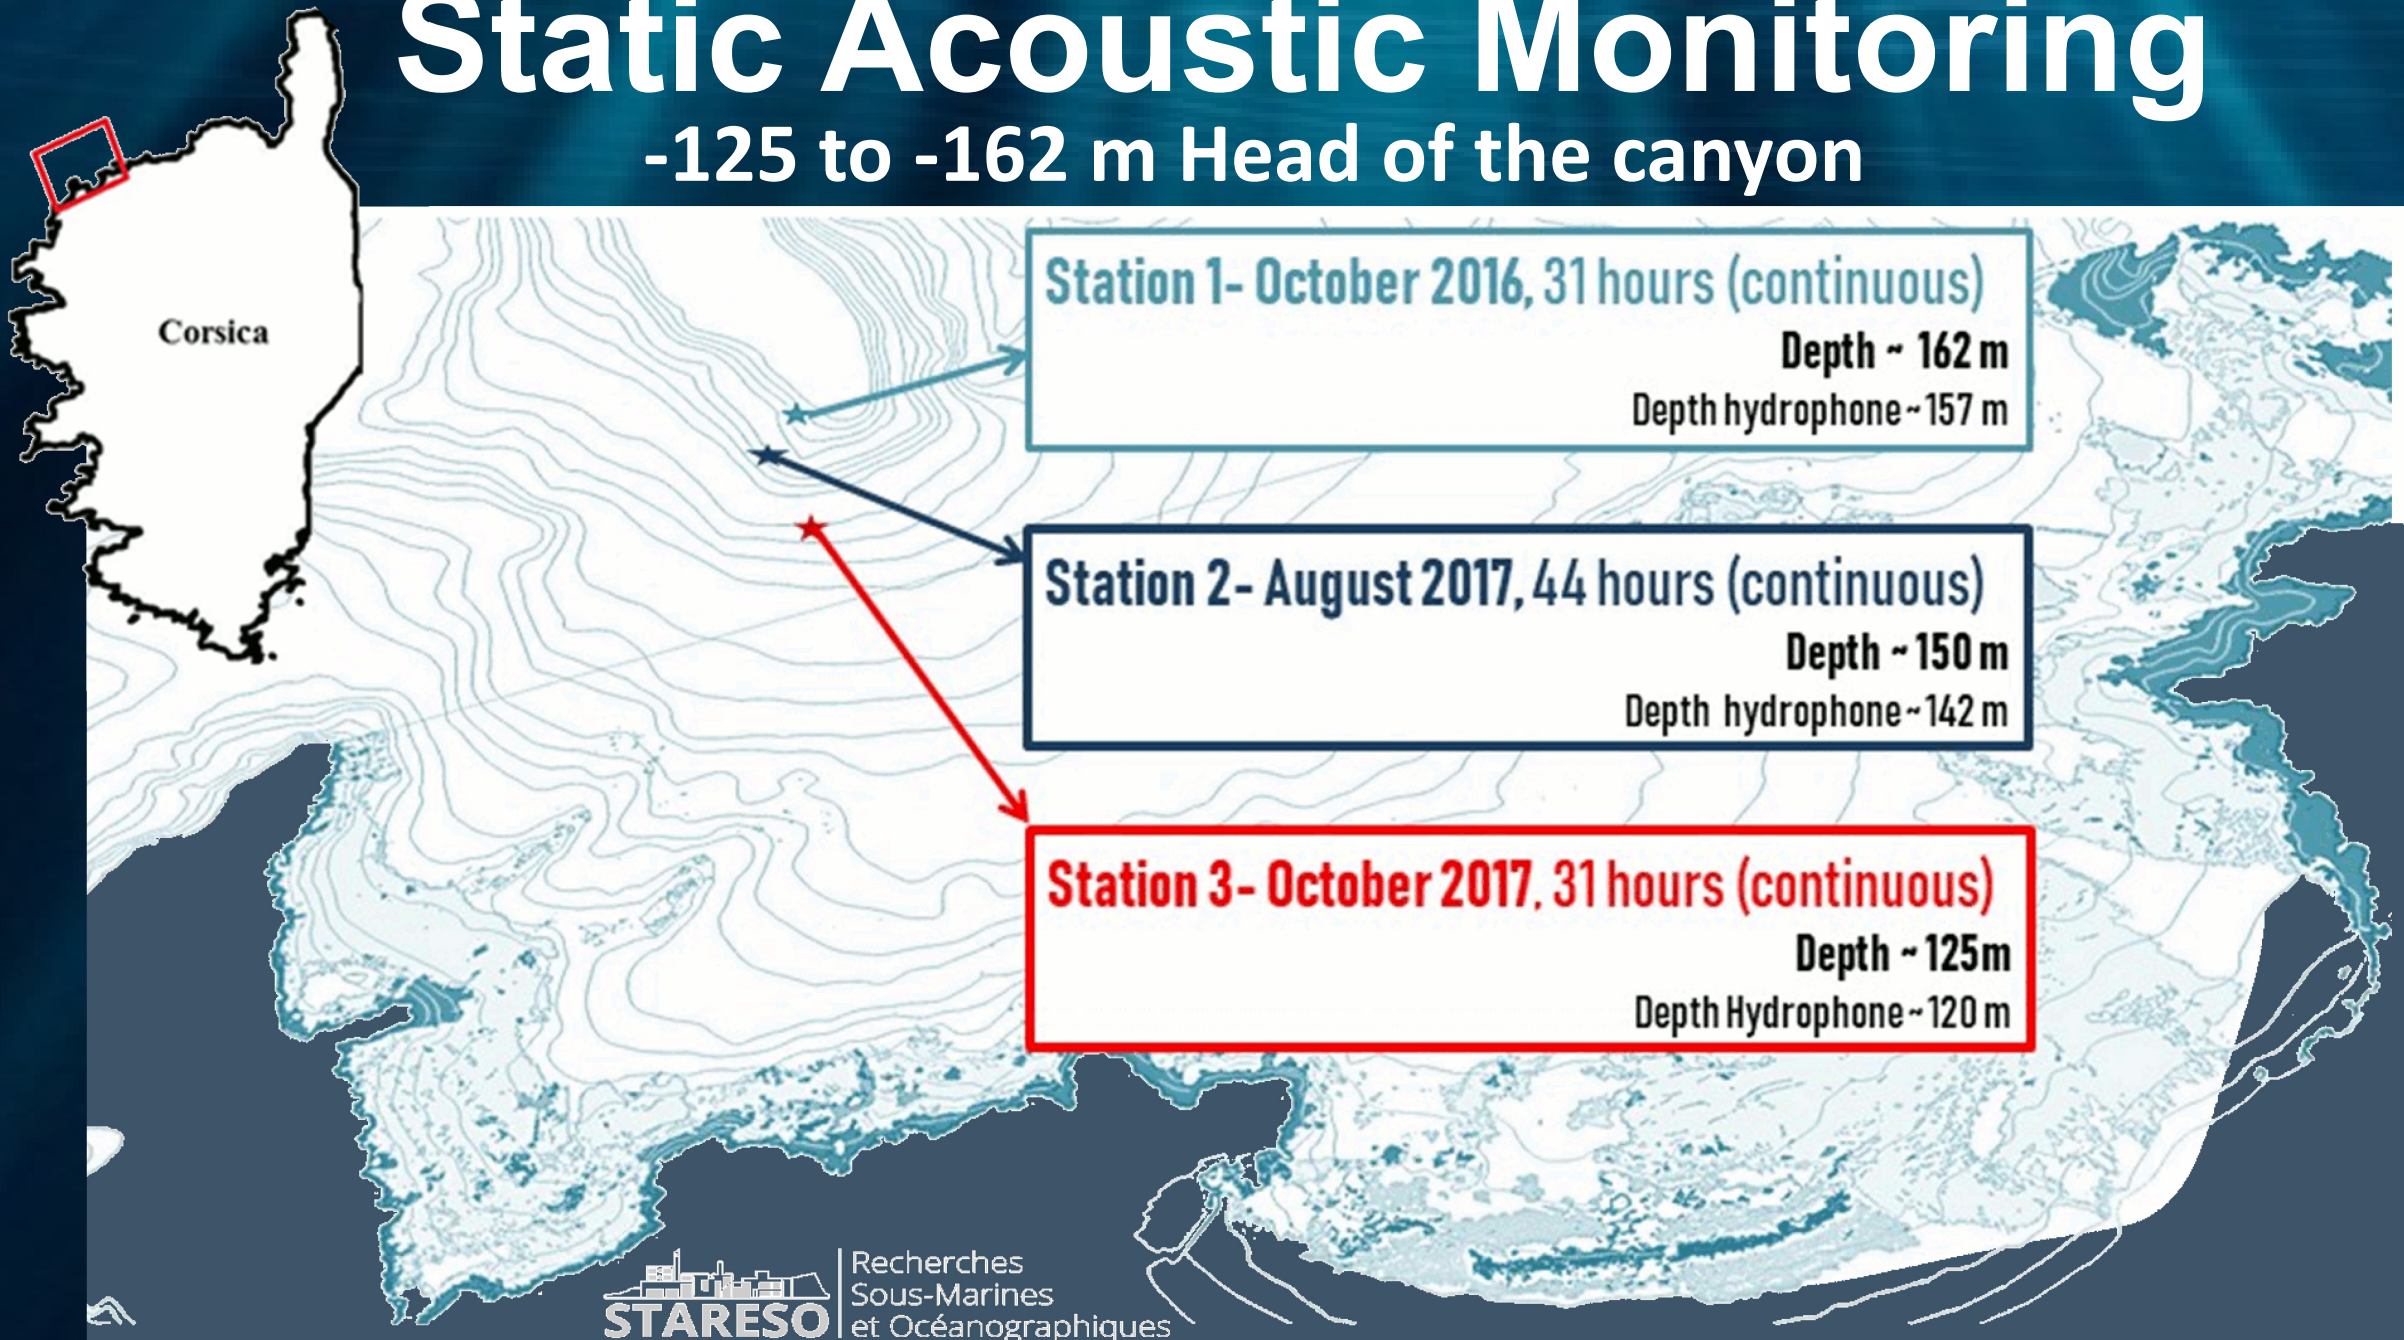 Static Acoustic Monitoring
-125 to -162 m Head of the canyon
Corsica
Station 1- October 2016, 31 hours (continuous)
Depth ~ 162 m
Depth hydrophone ~ 157 m
Station 2- August 2017, 44 hours (continuous)
Depth ~ 150 m
Depth hydrophone ~ 142 m
Station 3- October 2017, 31 hours (continuous)
Depth ~ 125m
Depth Hydrophone ~ 120 m
STARESO
Recherches
Sous-Marines
et Océanographiques